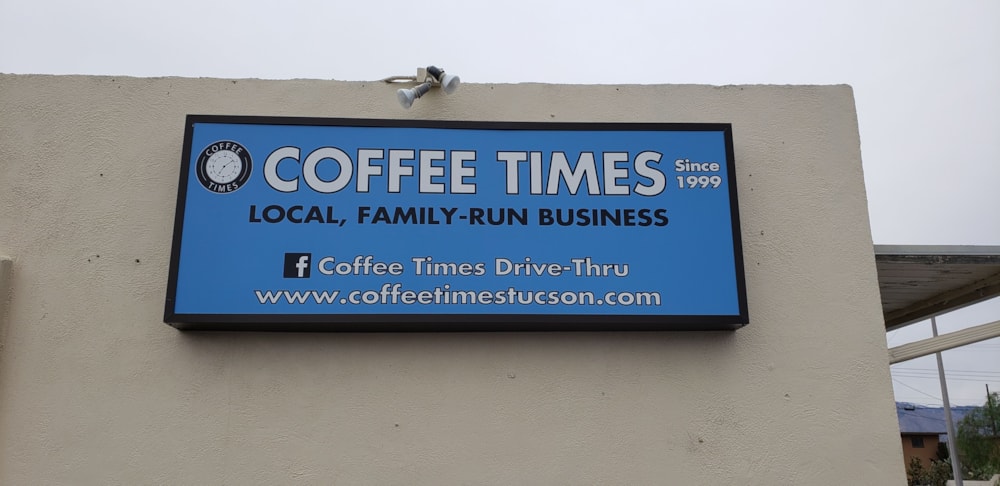 COFFEE
TIMES
COFFEE TIMES
Since
1999
LOCAL, FAMILY-RUN BUSINESS
f Coffee Times Drive-Thru
www.coffeetimestucson.com